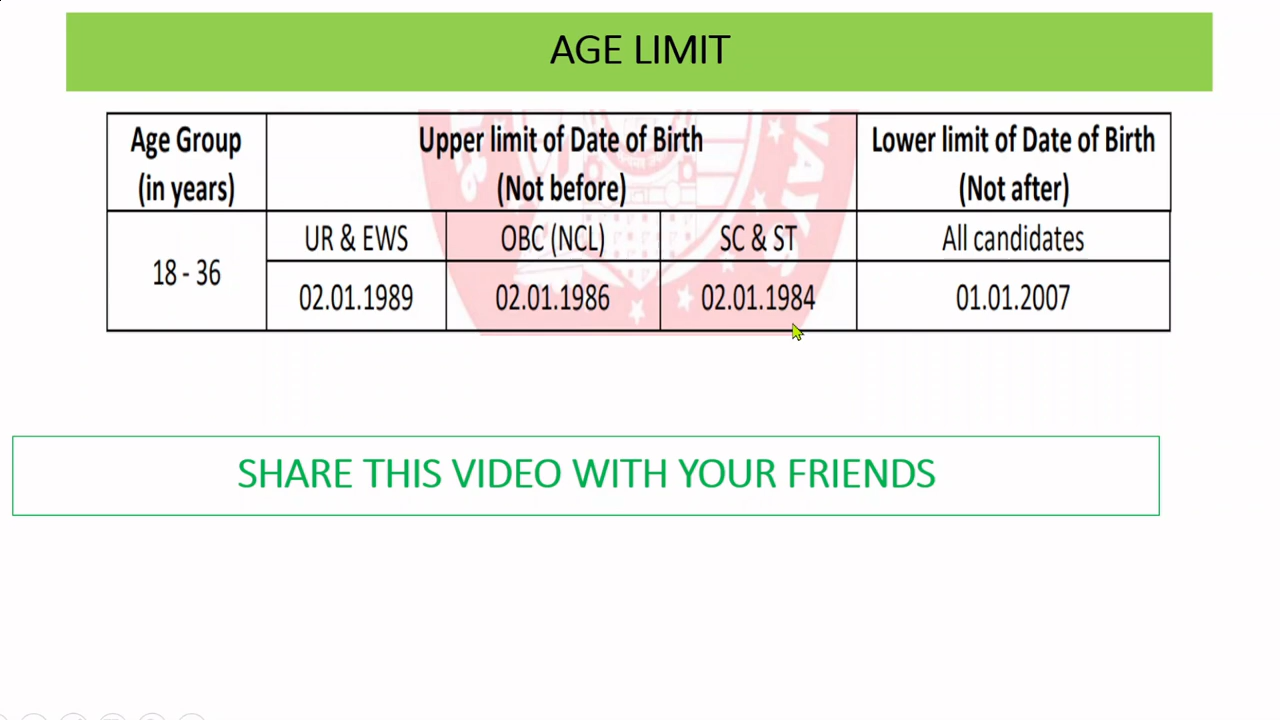 AGE LIMIT
Age Group
(in years)
Upper limit of Date of Birth
(Not before)
Lower limit of Date of Birth
(Not after)
18 - 36
UR & EWS
OBC (NCL)
SC & ST
All candidates
02.01.1989
02.01.1986
02.01.1984
01.01.2007
SHARE THIS VIDEO WITH YOUR FRIENDS